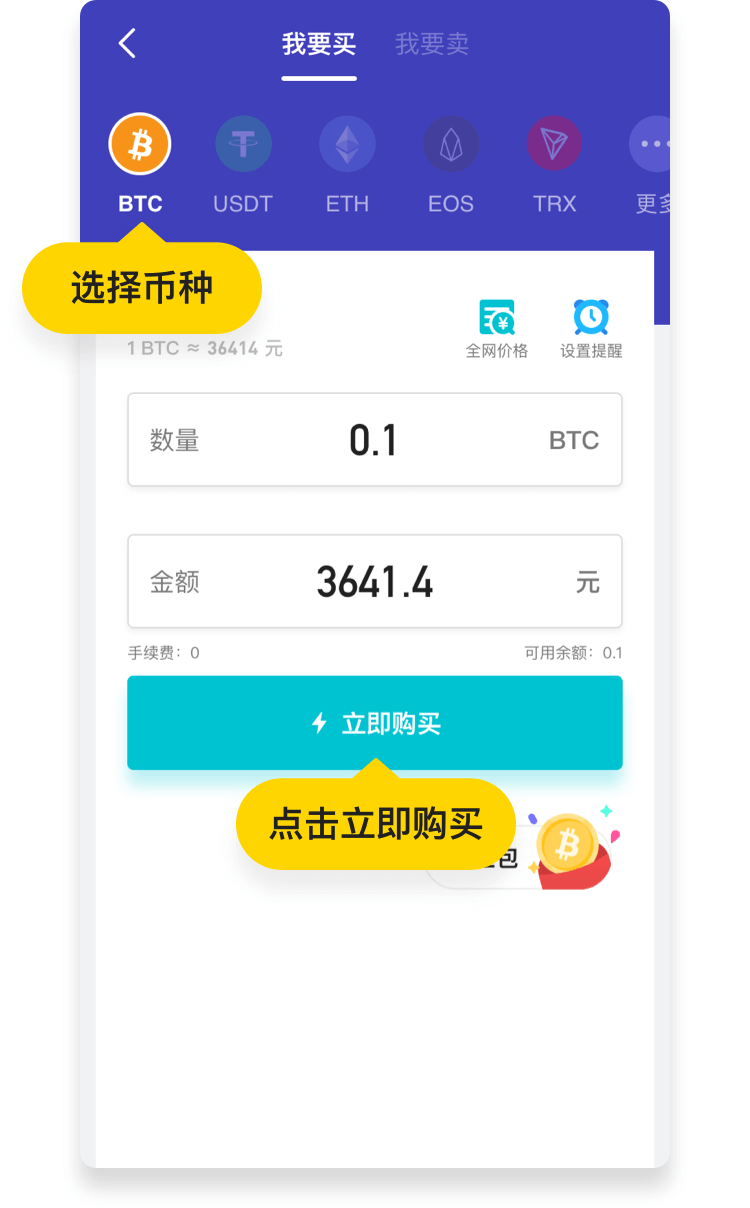 我要买 我要卖
BTC USDT ETH EOS TRX
选择币种
1 BTC ≈ 36414 元
全网价格 设置提醒
数量 0.1 BTC
金额 3641.4 元
手续费：0 可用余额：0.1
立即购买
点击立即购买
包